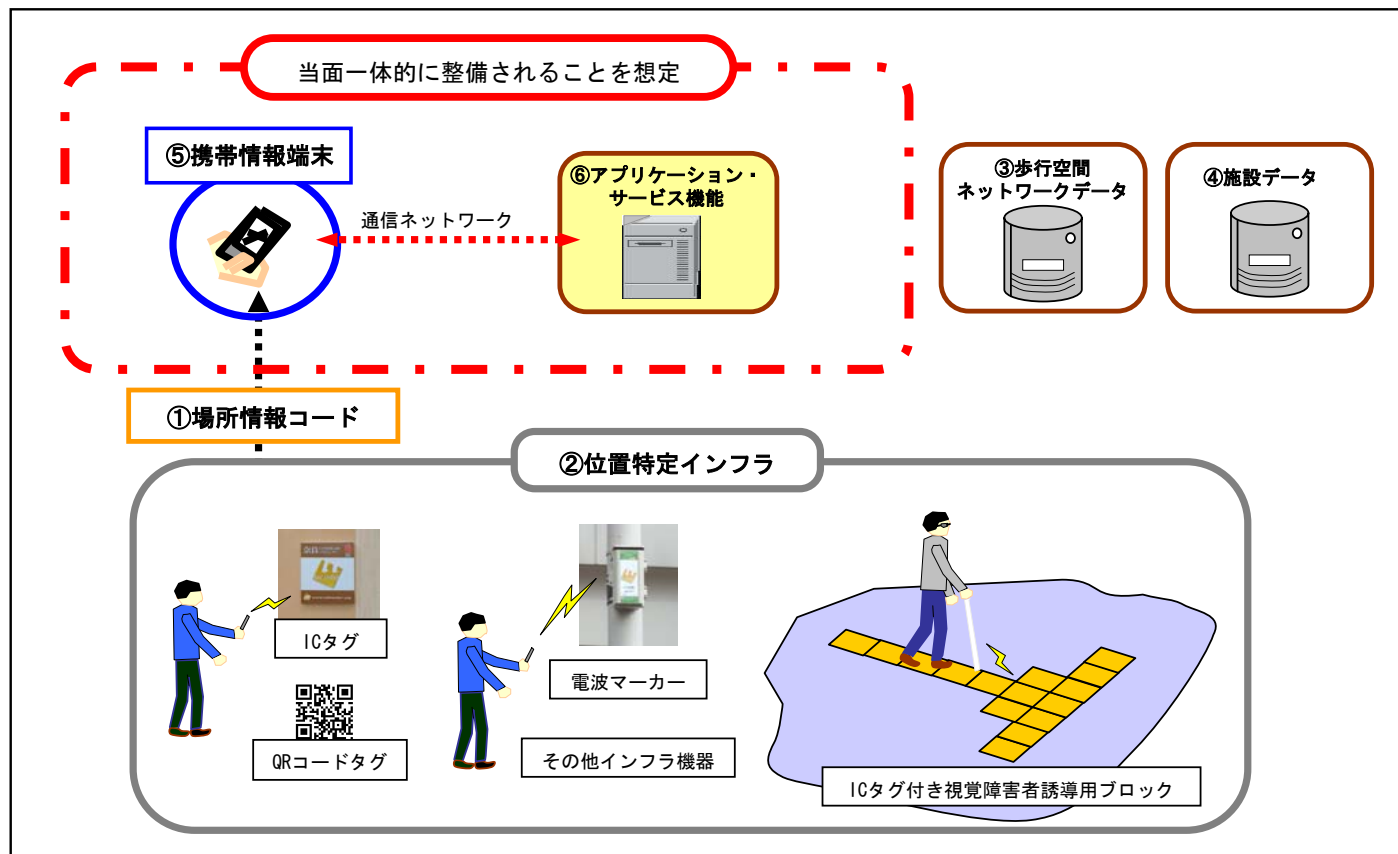 当面一体的に整備されることを想定
⑤携帯情報端末
通信ネットワーク
⑥アプリケーション・
サービス機能
③歩行空間
ネットワークデータ
④施設データ
①場所情報コード
②位置特定インフラ
ICタグ
QRコードタグ
電波マーカー
その他インフラ機器
ICタグ付き視覚障害者誘導用ブロック